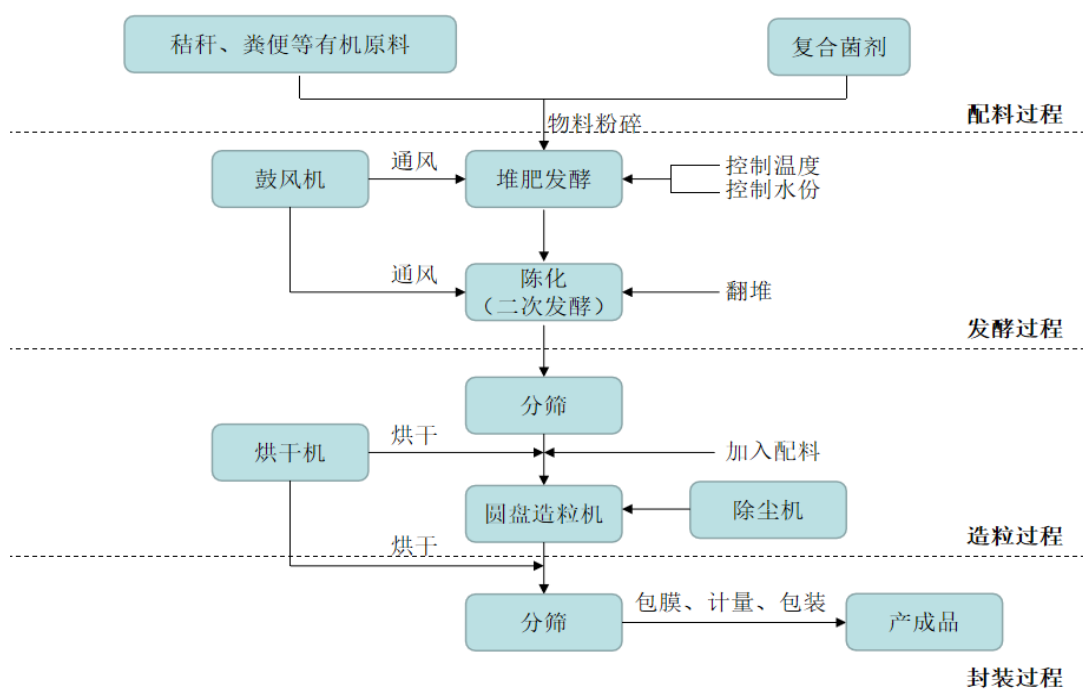 秸秆、粪便等有机原料
复合菌剂
物料粉碎
配料过程
鼓风机
通风
堆肥发酵
控制温度
控制水份
通风
陈化
（二次发酵）
翻堆
发酵过程
分筛
烘干机
烘干
加入配料
圆盘造粒机
除尘机
烘干
造粒过程
分筛
包膜、计量、包装
产成品
封装过程